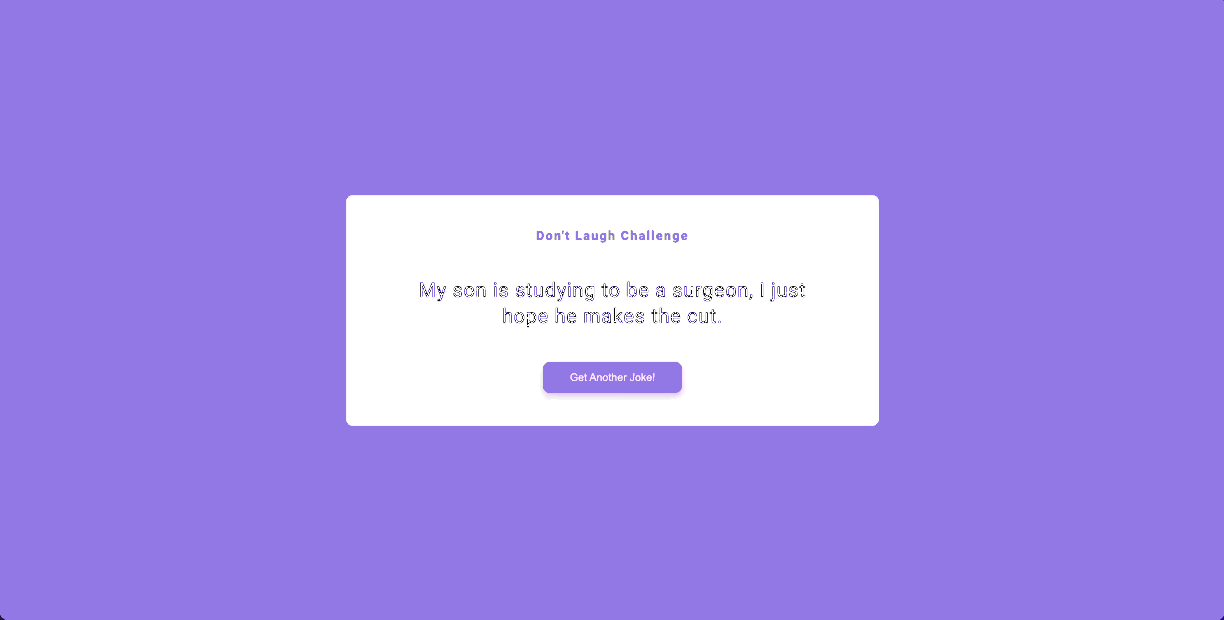 Don't Laugh Challenge
My son is studying to be a surgeon, I just
hope he makes the cut.
Get Another Joke!